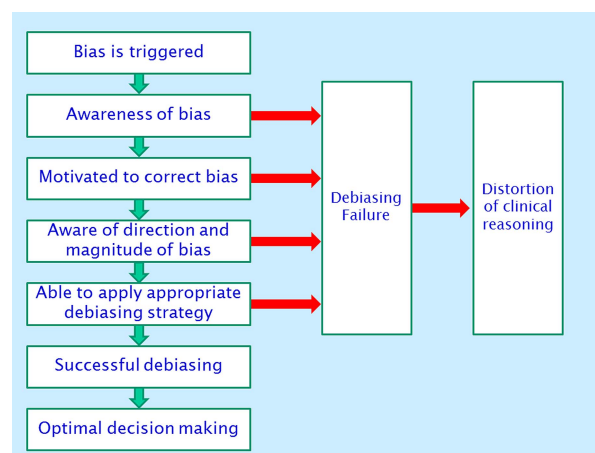 Bias is triggered
Awareness of bias
Motivated to correct bias
Aware of direction and
magnitude of bias
Able to apply appropriate
debiasing strategy
Successful debiasing
Optimal decision making
Debiasing
Failure
Distortion
of clinical
reasoning